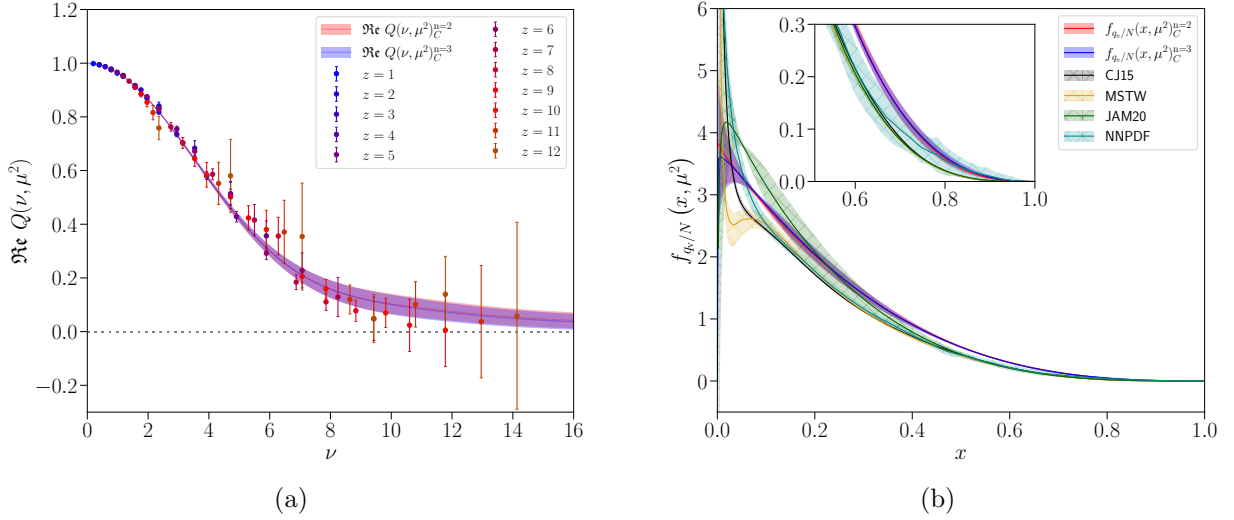 ℜ𝔢 Q(ν, μ²)_C^{n=2}
ℜ𝔢 Q(ν, μ²)_C^{n=3}
z = 1
z = 2
z = 3
z = 4
z = 5
z = 6
z = 7
z = 8
z = 9
z = 10
z = 11
z = 12
1.0
0.8
0.6
0.4
0.2
0.0
−0.2
ℜ𝔢 Q(ν, μ²)
0 2 4 6 8 10 12 14 16
ν
(a)
f_{q_v/N}(x, μ²)_C^{n=2}
f_{q_v/N}(x, μ²)_C^{n=3}
CJ15
MSTW
JAM20
NNPDF
0.3
0.2
0.1
0.0
0.6 0.8 1.0
6
5
4
3
2
1
0
f_{q_v/N}(x, μ²)
0.0 0.2 0.4 0.6 0.8 1.0
x
(b)